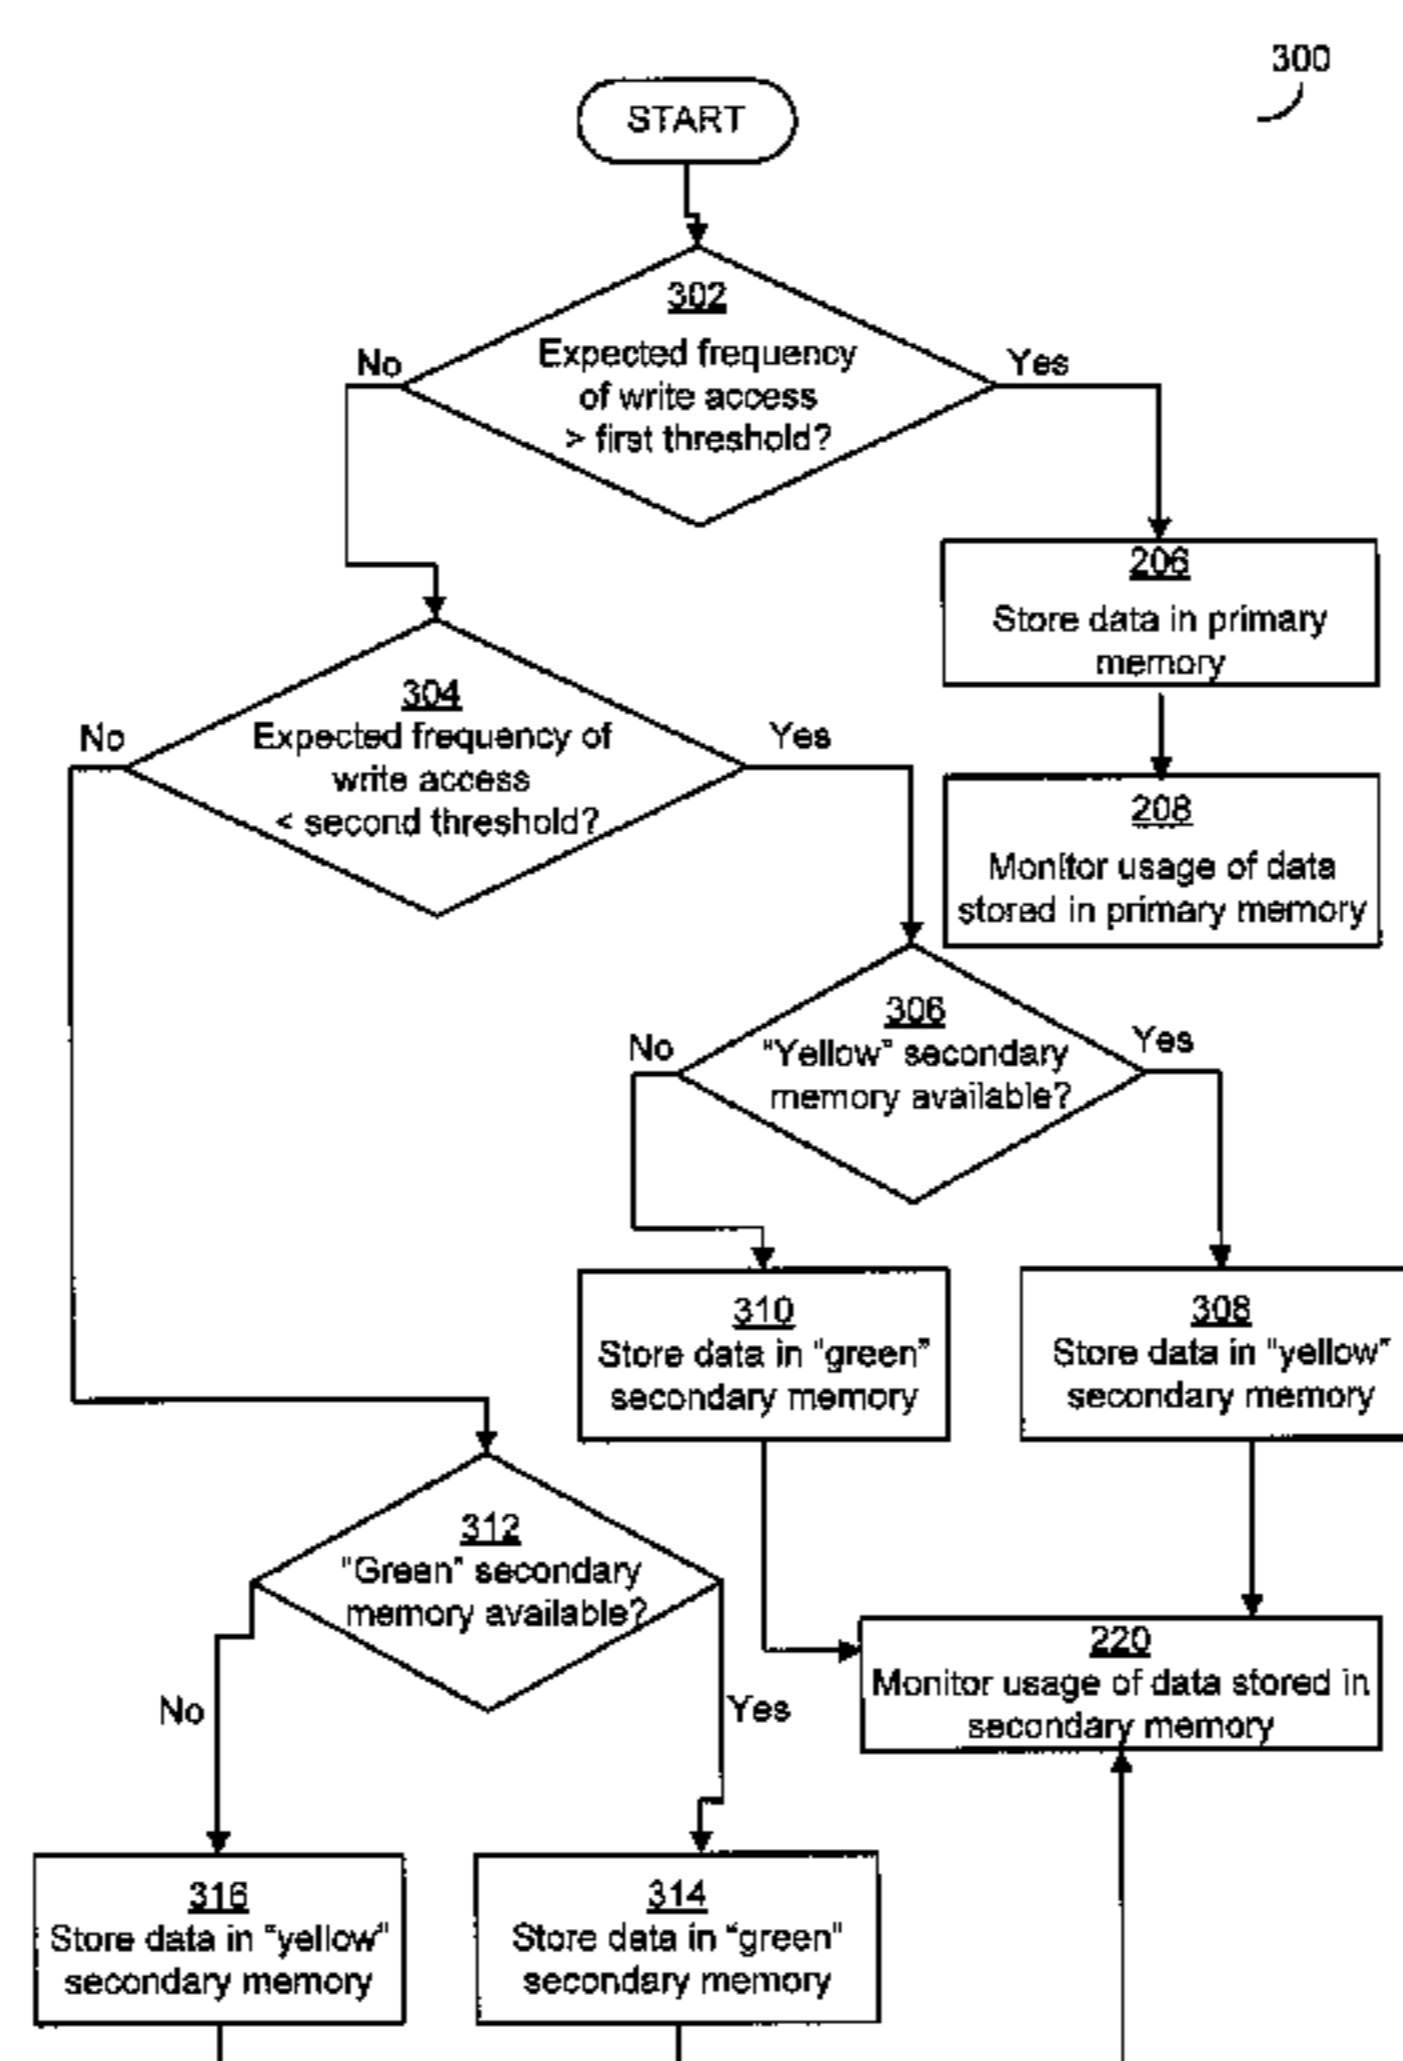 300
START
302
Expected frequency
of write access
> first threshold?
No
Yes
206
Store data in primary
memory
304
Expected frequency of
write access
< second threshold?
No
Yes
208
Monitor usage of data
stored in primary memory
306
"Yellow" secondary
memory available?
No
Yes
310
Store data in "green"
secondary memory
308
Store data in "yellow"
secondary memory
312
"Green" secondary
memory available?
No
Yes
220
Monitor usage of data stored in
secondary memory
316
Store data in "yellow"
secondary memory
314
Store data in "green"
secondary memory